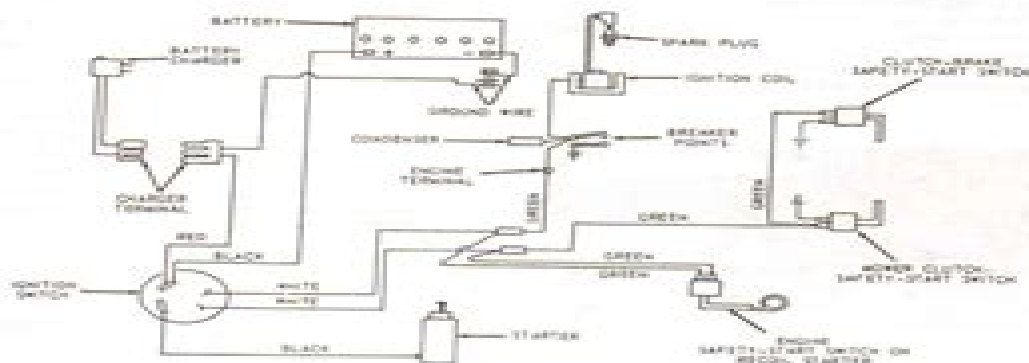 BATTERY
BATTERY
CHARGER
SPARK PLUG
CLUTCH-BRAKE
SAFETY-START SWITCH
IGNITION COIL
GROUND WIRE
CONDENSER
BREAKER
POINTS
ENGINE
TERMINAL
CHARGER
TERMINAL
GREEN
GREEN
GREEN
RED
BLACK
GREEN
GREEN
MOWER CLUTCH
SAFETY-START SWITCH
IGNITION
SWITCH
WHITE
WHITE
STARTER
BLACK
ENGINE
SAFETY-START SWITCH ON
RECOIL STARTER